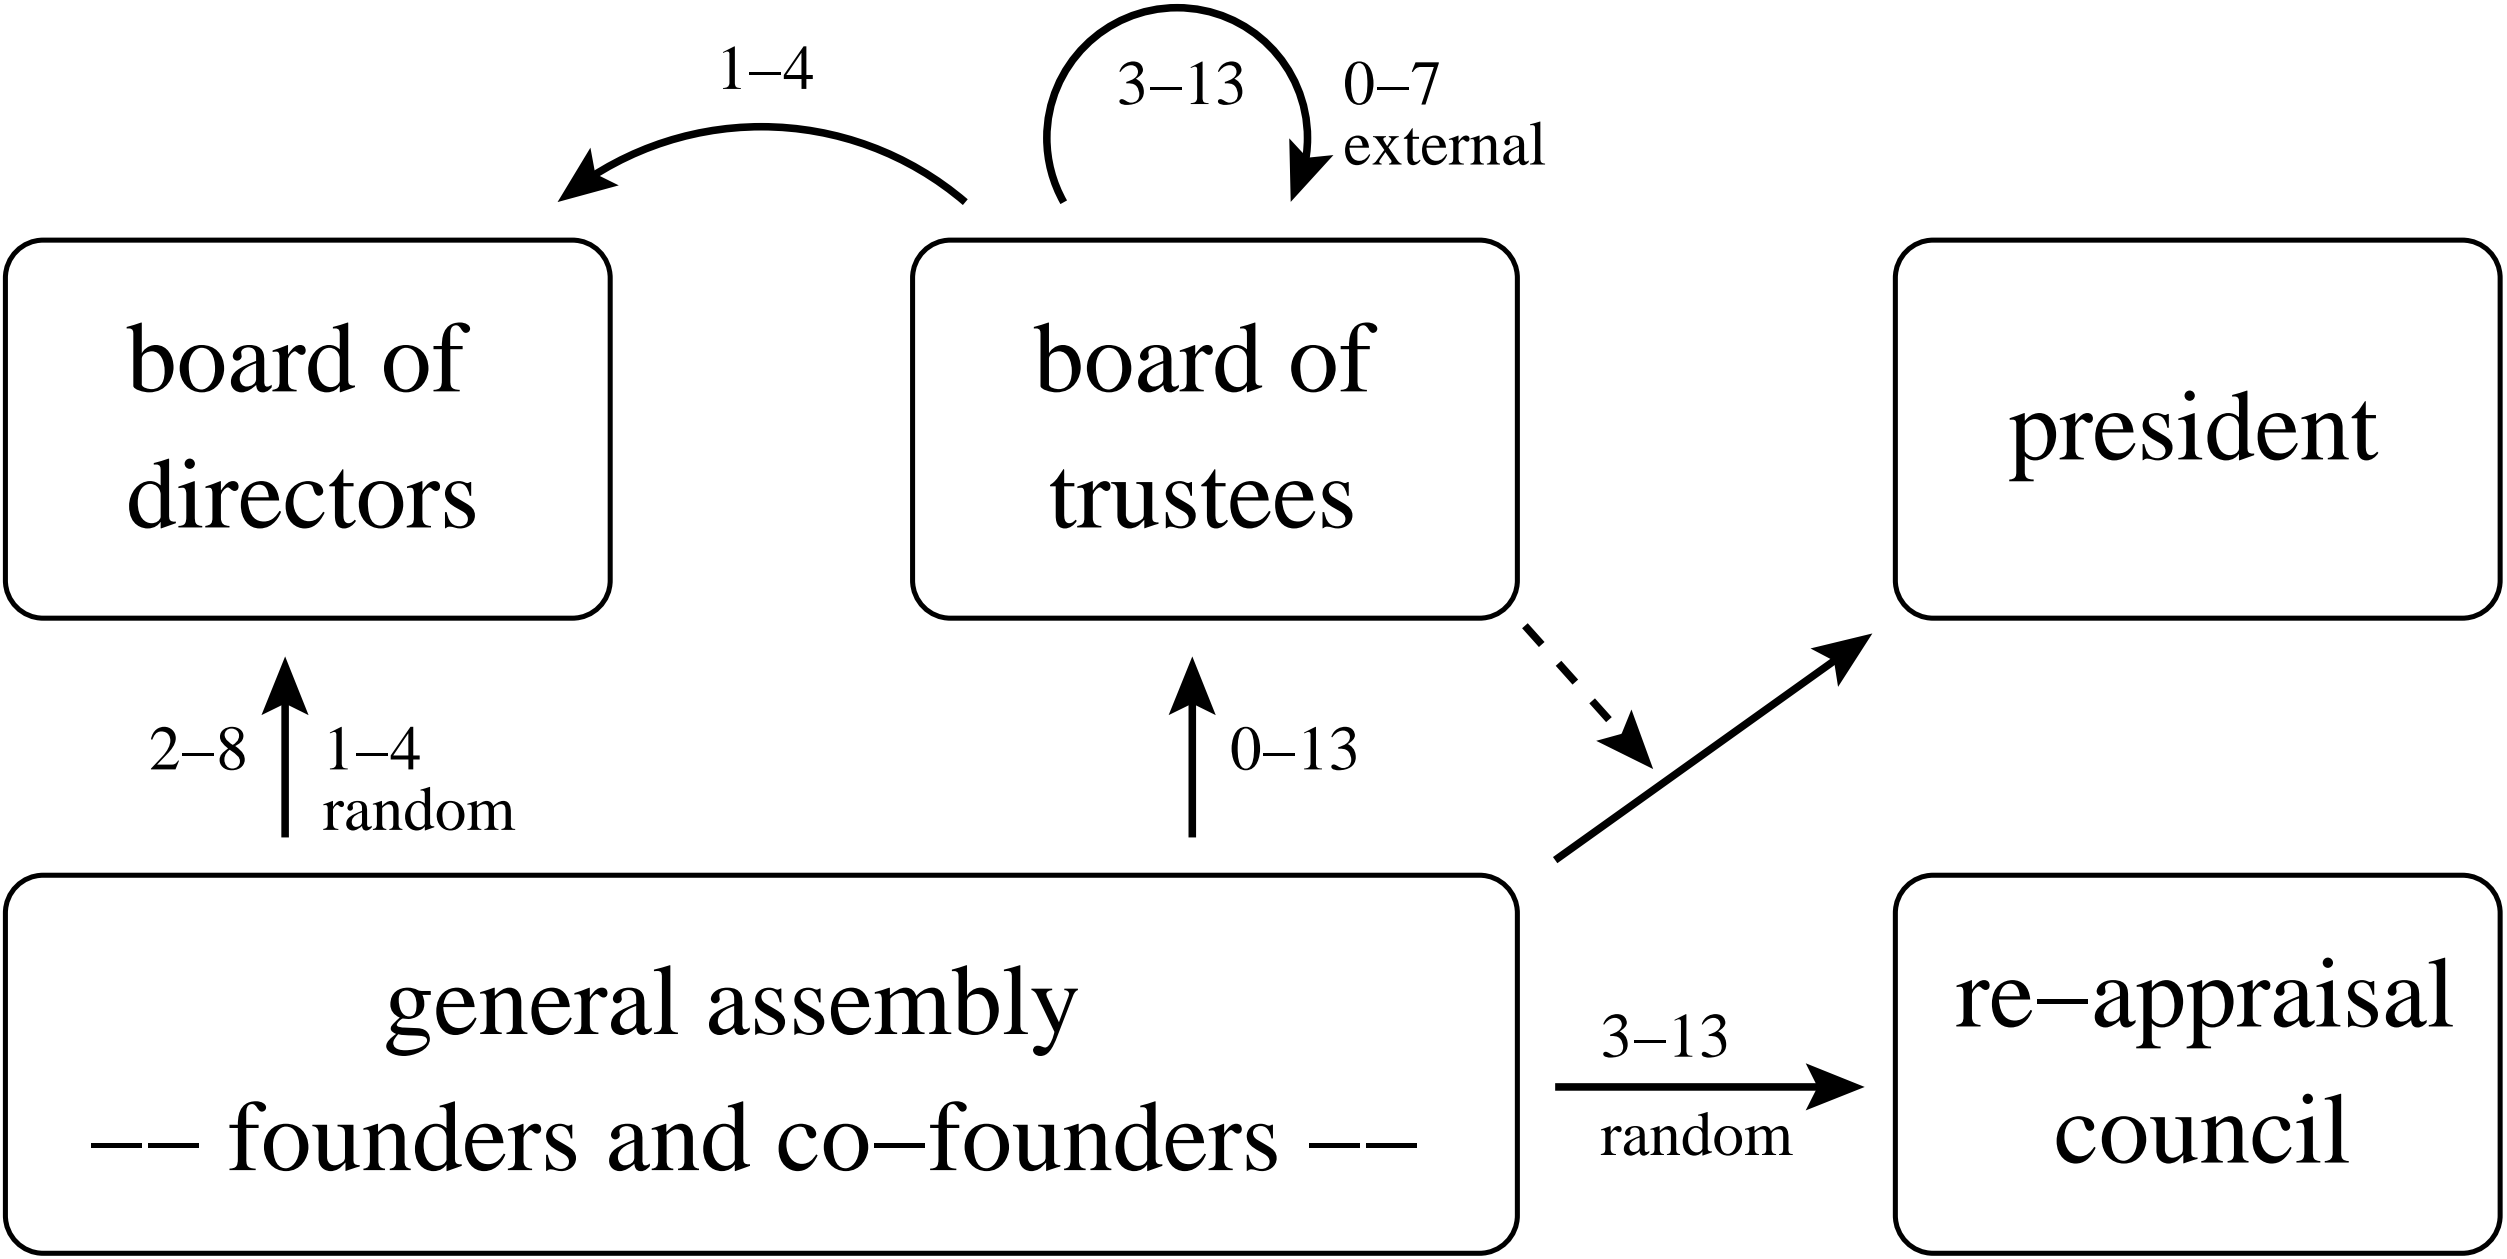 1–4
3–13
0–7
external
board of
directors
board of
trustees
president
2–8
1–4
random
0–13
general assembly
–– founders and co–founders ––
3–13
random
re–appraisal
council